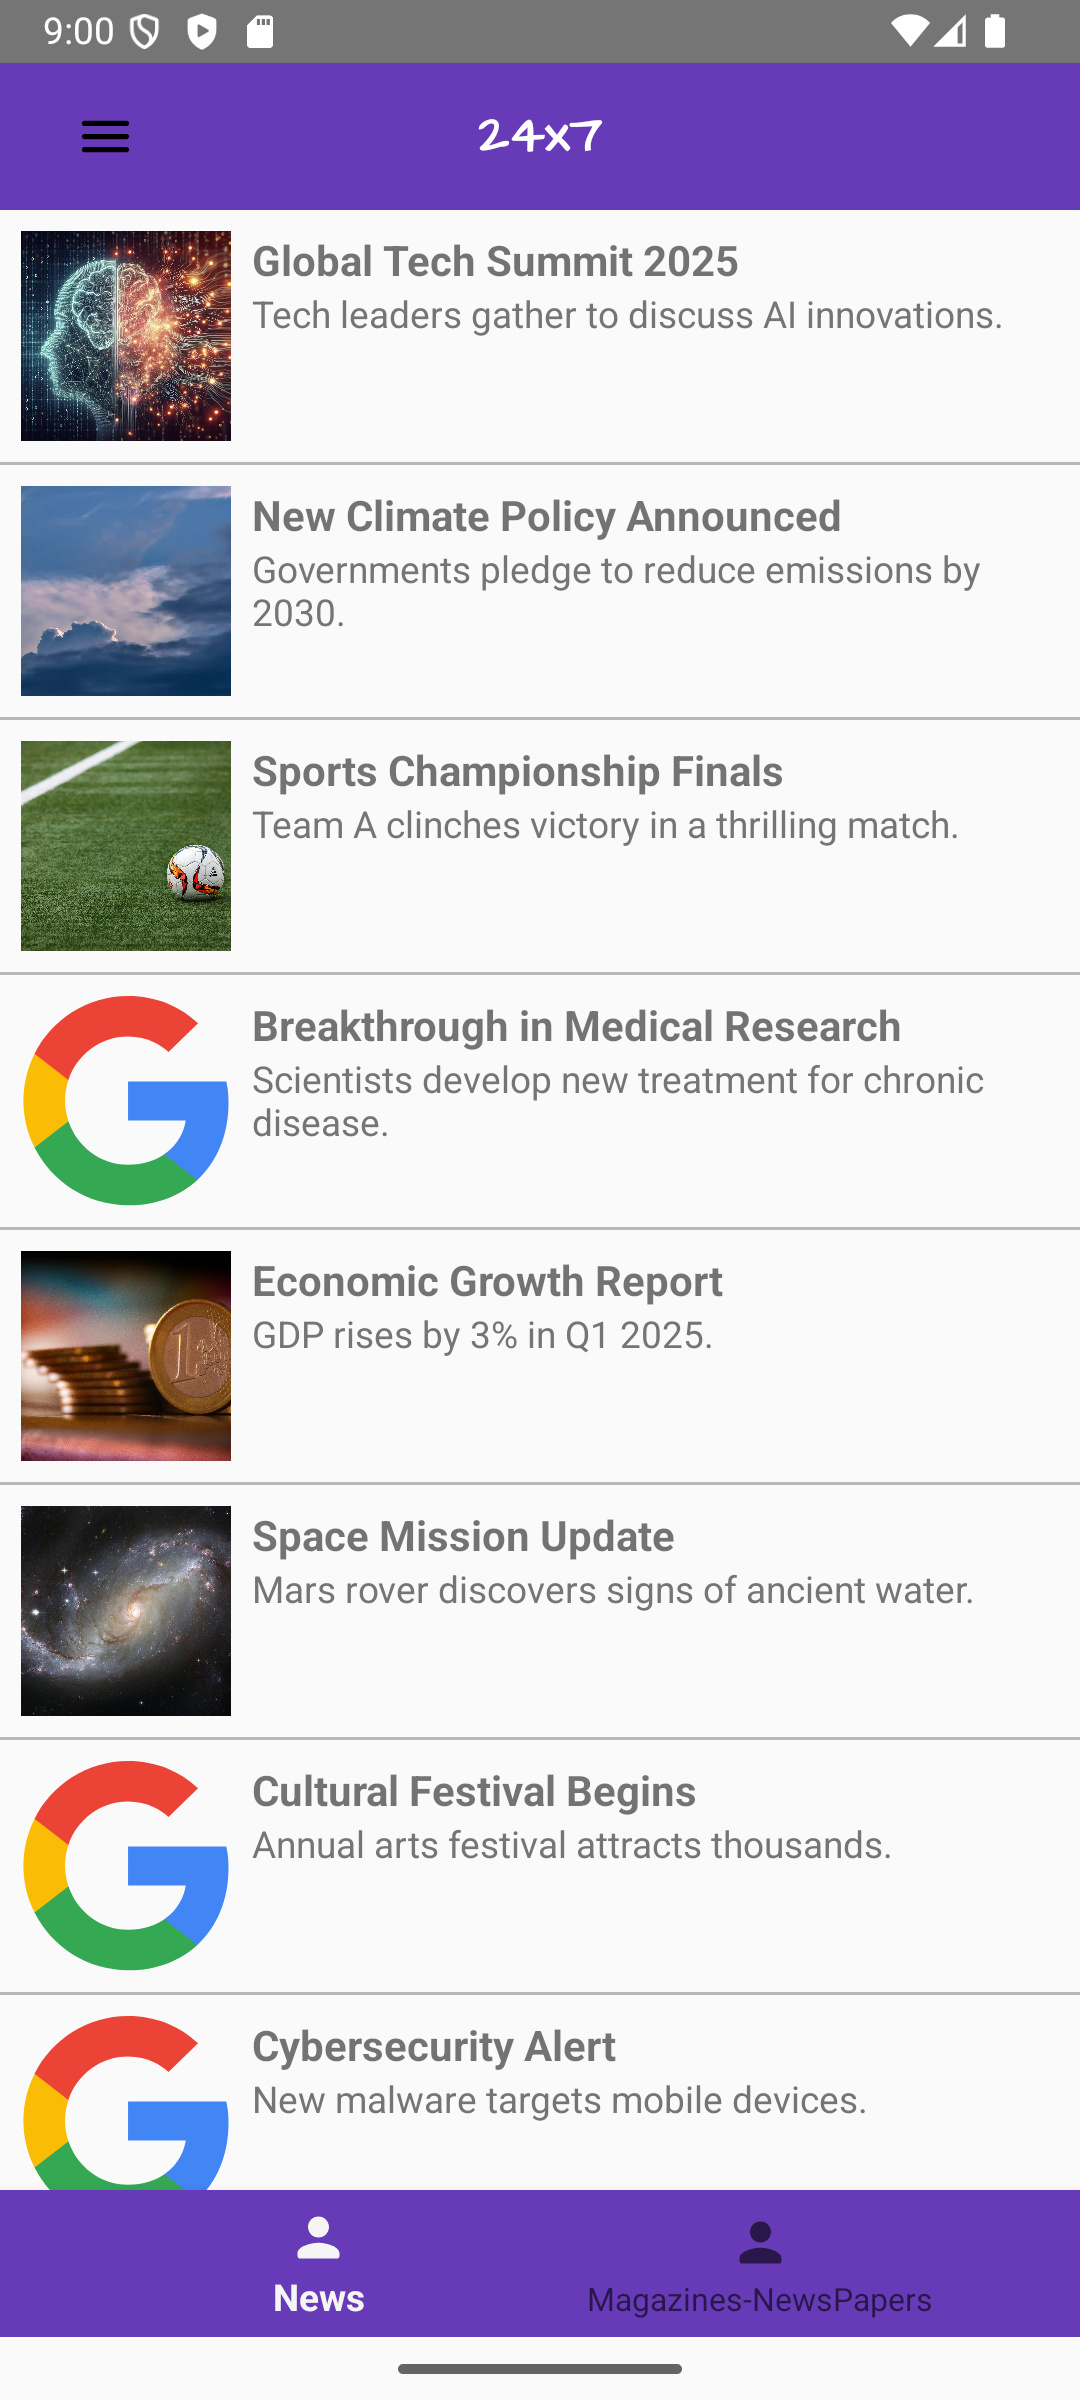 9:00
24x7
Global Tech Summit 2025
Tech leaders gather to discuss AI innovations.
New Climate Policy Announced
Governments pledge to reduce emissions by
2030.
Sports Championship Finals
Team A clinches victory in a thrilling match.
Breakthrough in Medical Research
Scientists develop new treatment for chronic
disease.
Economic Growth Report
GDP rises by 3% in Q1 2025.
Space Mission Update
Mars rover discovers signs of ancient water.
Cultural Festival Begins
Annual arts festival attracts thousands.
Cybersecurity Alert
New malware targets mobile devices.
News
Magazines-NewsPapers